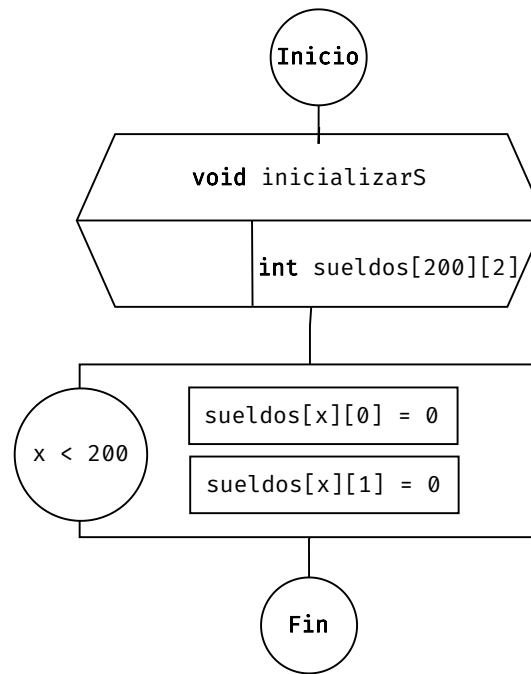 Inicio
void inicializarS
int sueldos[200][2]
x < 200
sueldos[x][0] = 0
sueldos[x][1] = 0
Fin